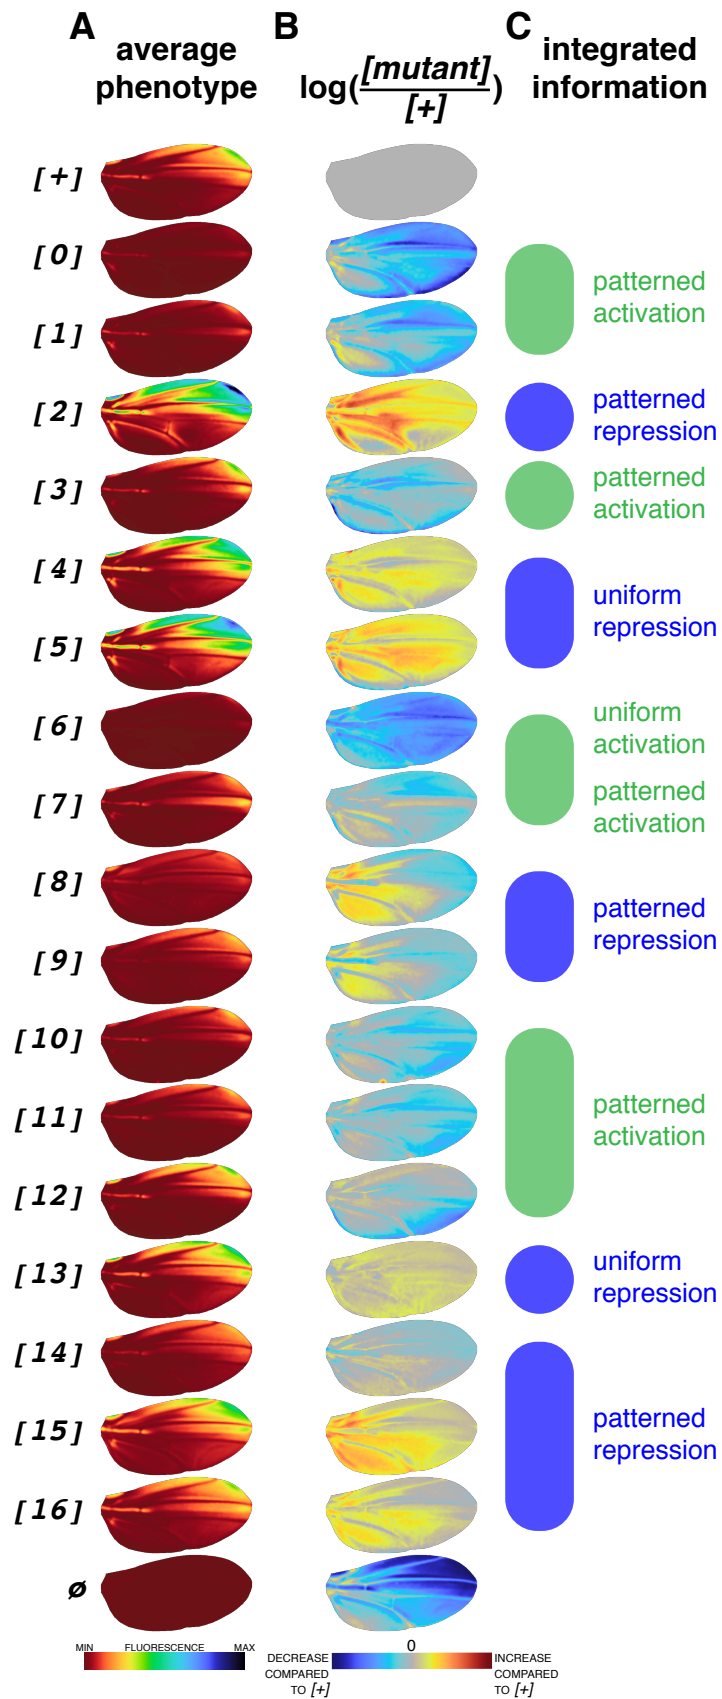 A
average
phenotype
B
log([mutant]/[+])
C
integrated
information
[+]
[0]
patterned
activation
[1]
[2]
patterned
repression
[3]
patterned
activation
[4]
uniform
repression
[5]
[6]
uniform
activation
[7]
patterned
activation
[8]
patterned
repression
[9]
[10]
[11]
patterned
activation
[12]
[13]
uniform
repression
[14]
[15]
patterned
repression
[16]
ø
MIN FLUORESCENCE MAX
0
DECREASE
COMPARED
TO [+]
INCREASE
COMPARED
TO [+]